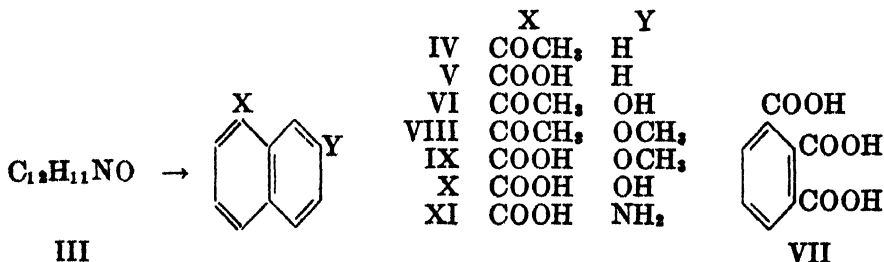 X Y
IV COCH₃ H
V COOH H
VI COCH₃ OH
VIII COCH₃ OCH₃
IX COOH OCH₃
X COOH OH
XI COOH NH₂
C₁₂H₁₁NO →
III
X
Y
COOH
COOH
COOH
VII